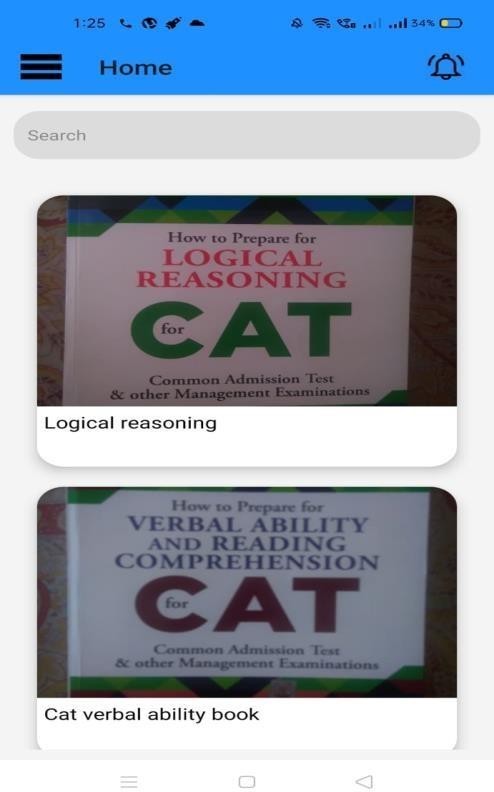 1:25
34%
Home
Search
How to Prepare for
LOGICAL
REASONING
for CAT
Common Admission Test
& other Management Examinations
Logical reasoning
How to Prepare for
VERBAL ABILITY
AND READING
COMPREHENSION
for CAT
Common Admission Test
& other Management Examinations
Cat verbal ability book